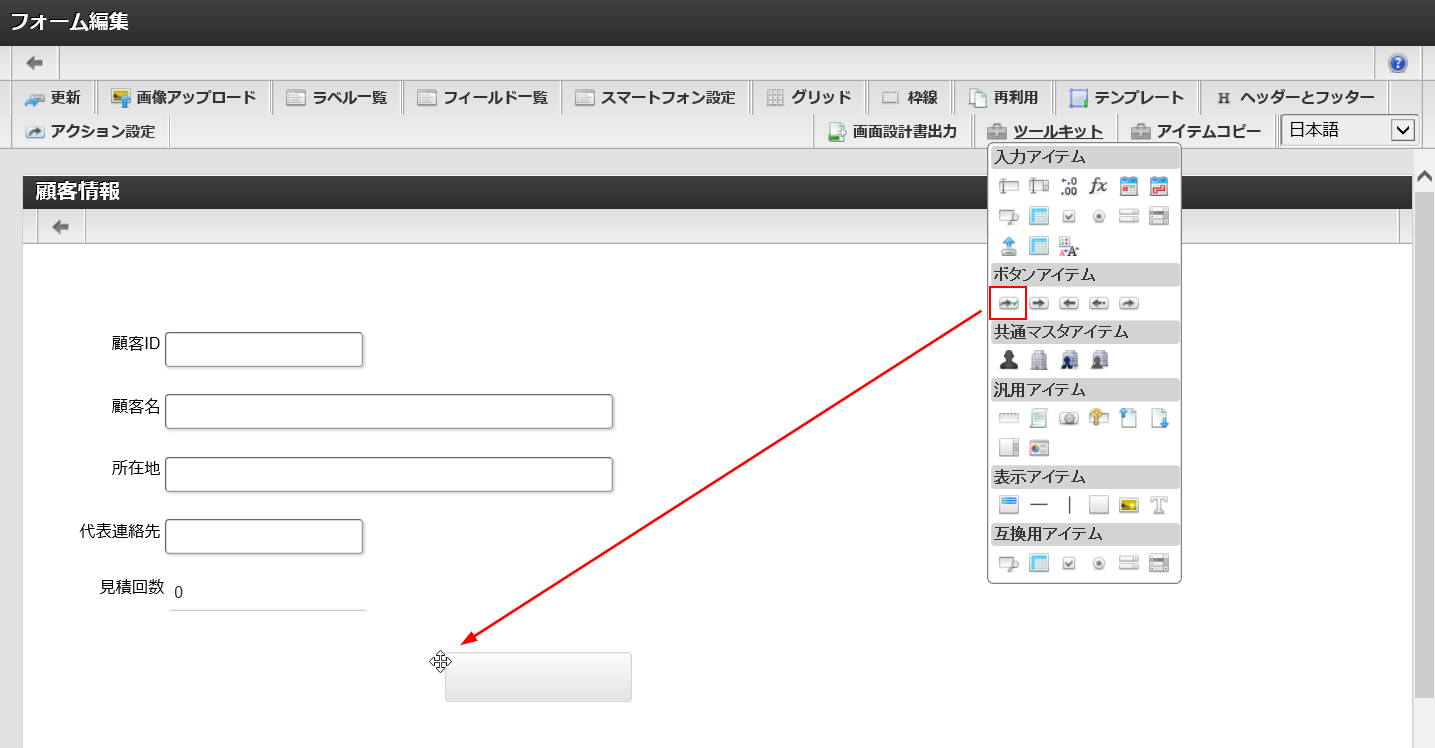 フォーム編集
更新 画像アップロード ラベル一覧 フィールド一覧 スマートフォン設定 グリッド 枠線 再利用 テンプレート H ヘッダーとフッター
アクション設定 画面設計書出力 ツールキット アイテムコピー 日本語
入力アイテム
顧客情報
ボタンアイテム
共通マスタアイテム
汎用アイテム
表示アイテム
互換用アイテム
顧客ID
顧客名
所在地
代表連絡先
見積回数 0